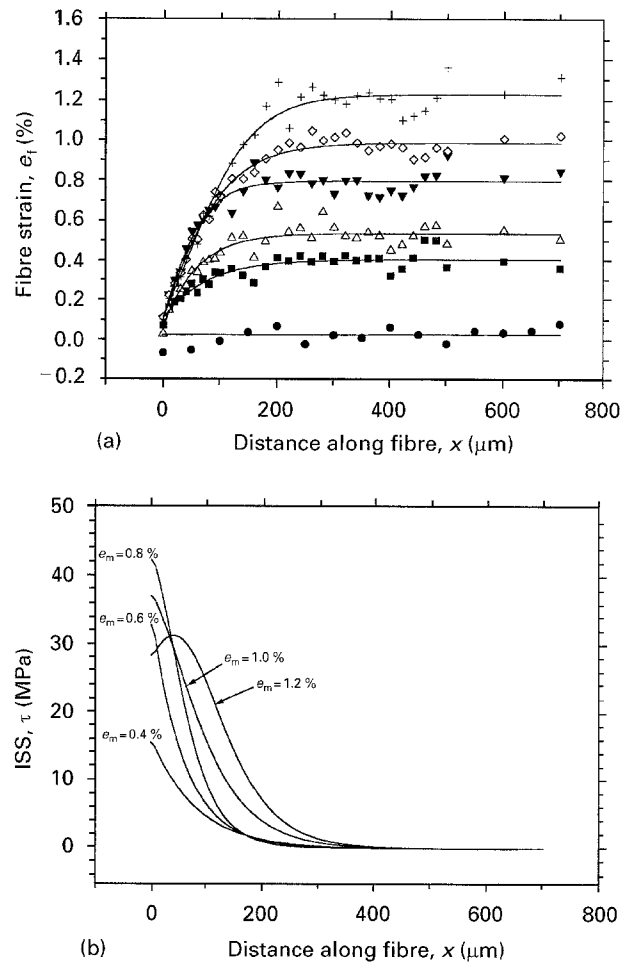 1.6
1.4
1.2
1.0
0.8
0.6
0.4
0.2
0.0
−0.2
Fibre strain, e_f (%)
0 200 400 600 800
(a) Distance along fibre, x (μm)
50
40
30
20
10
0
ISS, τ (MPa)
e_m = 0.8 %
e_m = 0.6 %
e_m = 1.0 %
e_m = 1.2 %
e_m = 0.4 %
0 200 400 600 800
(b) Distance along fibre, x (μm)